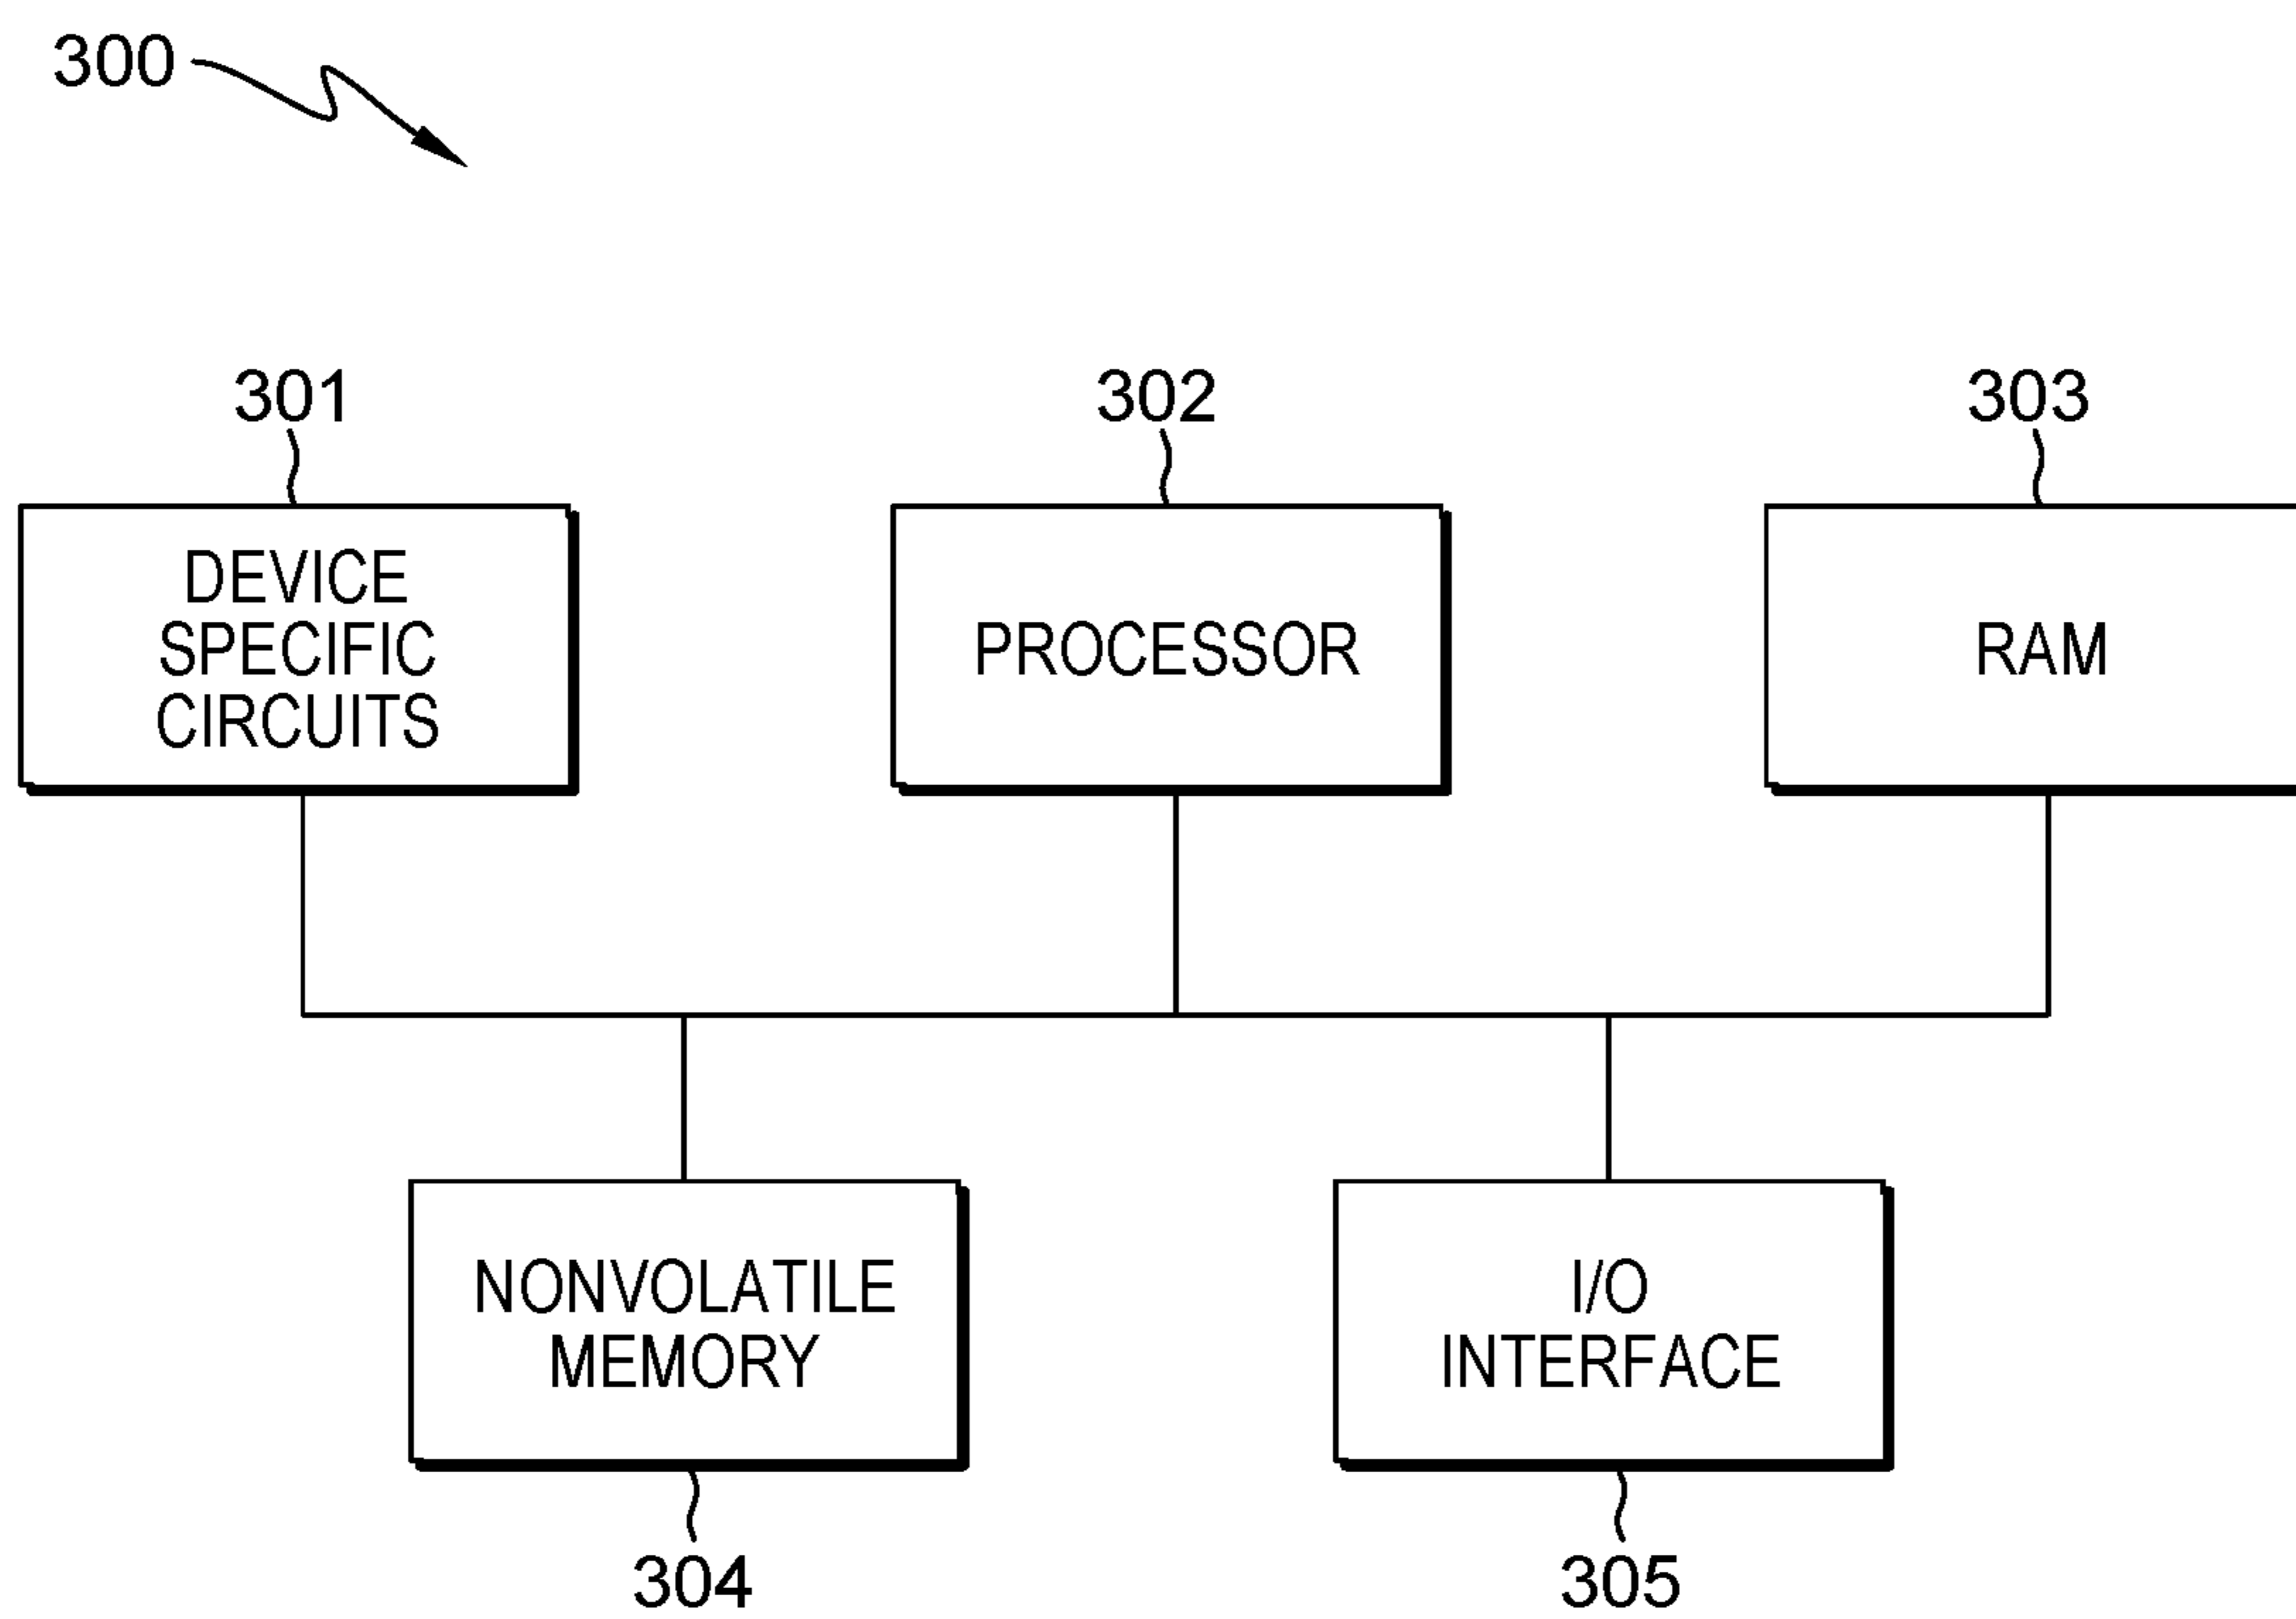 300
301
302
303
DEVICE
SPECIFIC
CIRCUITS
PROCESSOR
RAM
NONVOLATILE
MEMORY
I/O
INTERFACE
304
305